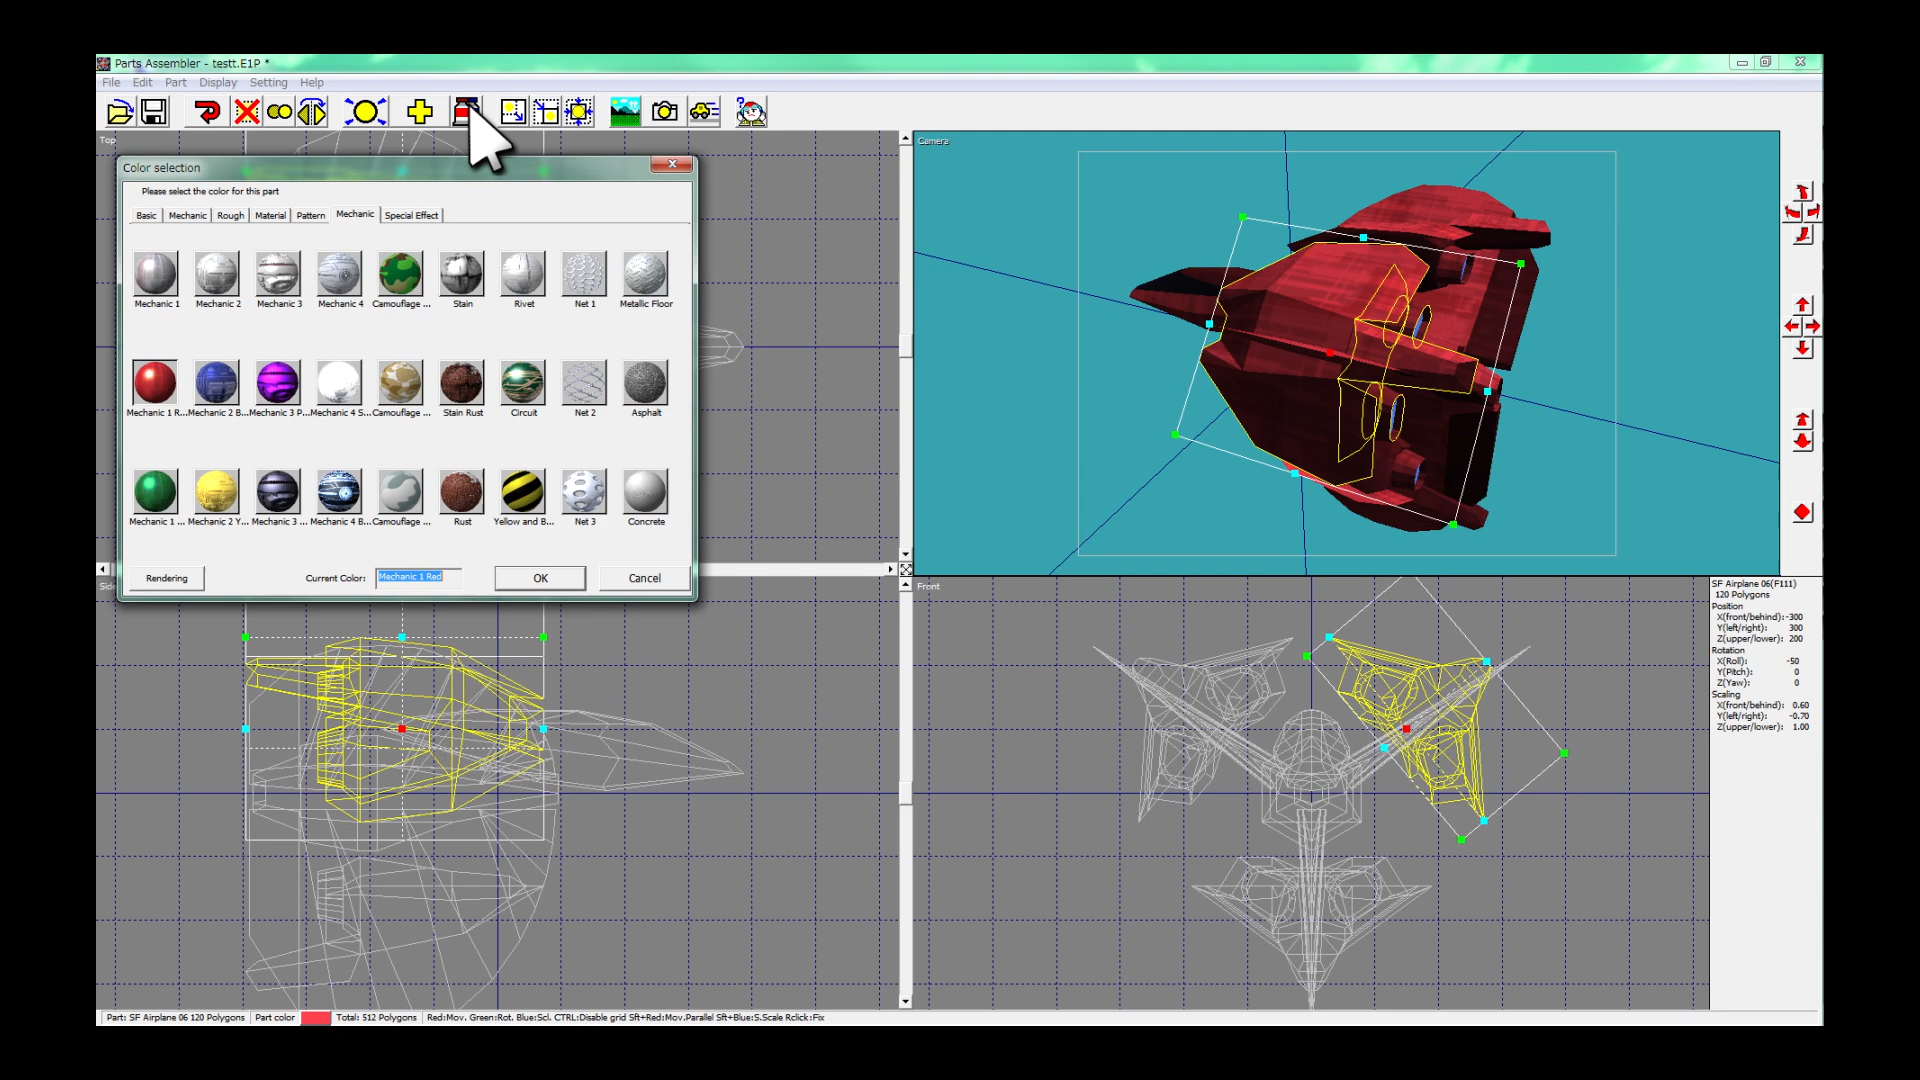 Parts Assembler - testt.E1P *
File Edit Part Display Setting Help
Top
Camera
Color selection
Please select the color for this part
Basic Mechanic Rough Material Pattern Mechanic Special Effect
Mechanic 1 Mechanic 2 Mechanic 3 Mechanic 4 Camouflage ... Stain Rivet Net 1 Metallic Floor
Mechanic 1 R... Mechanic 2 B... Mechanic 3 P... Mechanic 4 S... Camouflage ... Stain Rust Circuit Net 2 Asphalt
Mechanic 1 ... Mechanic 2 Y... Mechanic 3 ... Mechanic 4 B... Camouflage ... Rust Yellow and B... Net 3 Concrete
Rendering Current Color: Mechanic 1 Red OK Cancel
Front
SF Airplane 06(F111)
120 Polygons
Position
X(front/behind):-300
Y(left/right): 300
Z(upper/lower): 200
Rotation
X(Roll): -50
Y(Pitch): 0
Z(Yaw): 0
Scaling
X(front/behind): 0.60
Y(left/right): -0.70
Z(upper/lower): 1.00
Part: SF Airplane 06 120 Polygons Part color Total: 512 Polygons Red:Mov. Green:Rot. Blue:Scl. CTRL:Disable grid Sft+Red:Mov.Parallel Sft+Blue:S.Scale Rclick:Fix